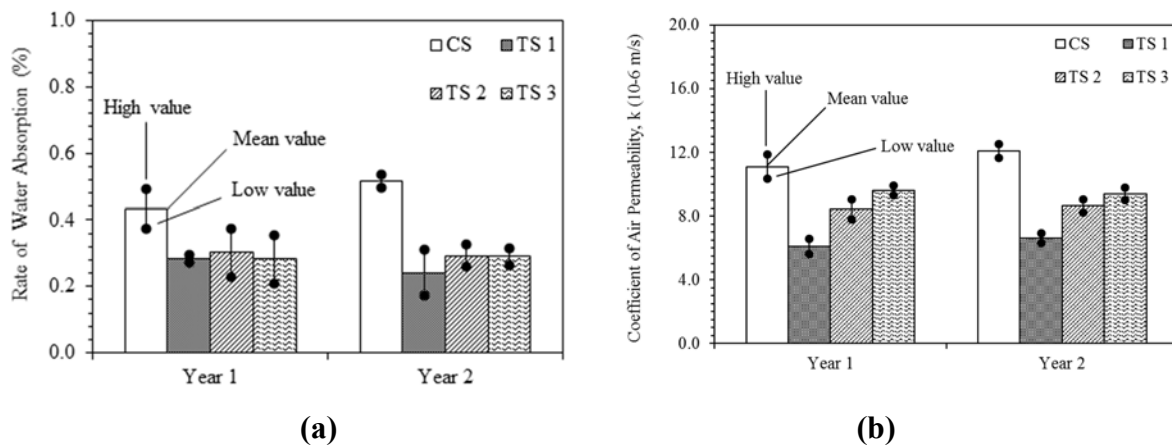 Rate of Water Absorption (%)
1.0
0.8
0.6
0.4
0.2
0.0
CS
TS 1
TS 2
TS 3
High value
Mean value
Low value
Year 1
Year 2
(a)
Coefficient of Air Permeability, k (10-6 m/s)
20.0
16.0
12.0
8.0
4.0
0.0
CS
TS 1
TS 2
TS 3
High value
Mean value
Low value
Year 1
Year 2
(b)